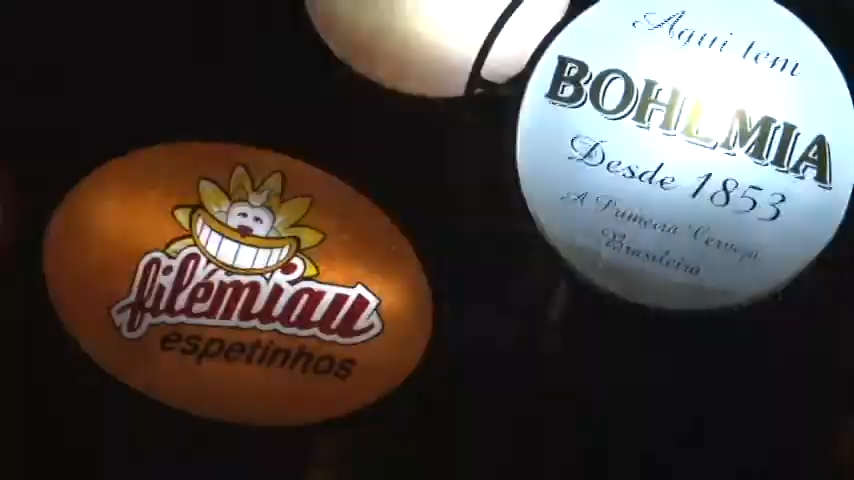 Aqui tem
BOHEMIA
Desde 1853
A Primeira Cerveja
Brasileira
filémiau
espetinhos